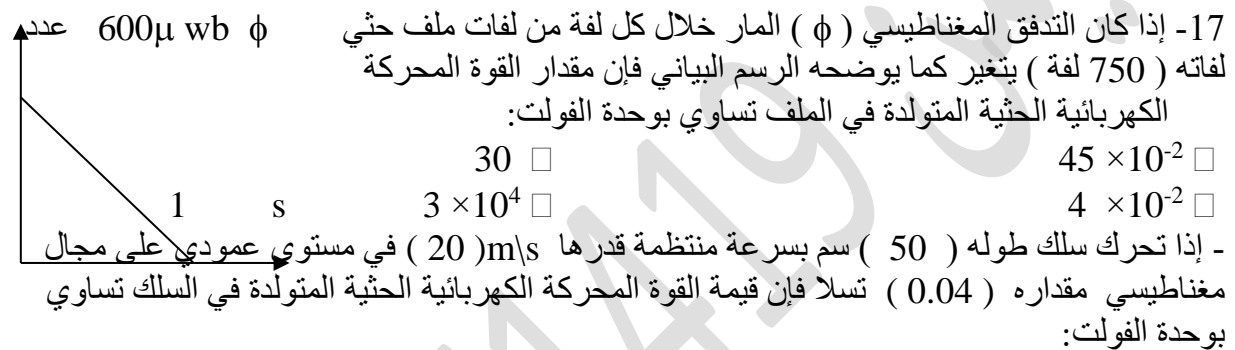 17- إذا كان التدفق المغناطيسي ( ϕ ) المار خلال كل لفة من لفات ملف حثي
عدد 600μ wb ϕ
لفاته ( 750 لفة ) يتغير كما يوضحه الرسم البياني فإن مقدار القوة المحركة
الكهربائية الحثية المتولدة في الملف تساوي بوحدة الفولت:
□ 45 ×10⁻² □ 30
□ 4 ×10⁻² □ 3 ×10⁴
1 s
- إذا تحرك سلك طوله ( 50 ) سم بسرعة منتظمة قدرها m\s( 20 ) في مستوي عمودي على مجال
مغناطيسي مقداره ( 0.04 ) تسلا فإن قيمة القوة المحركة الكهربائية الحثية المتولدة في السلك تساوي
بوحدة الفولت: